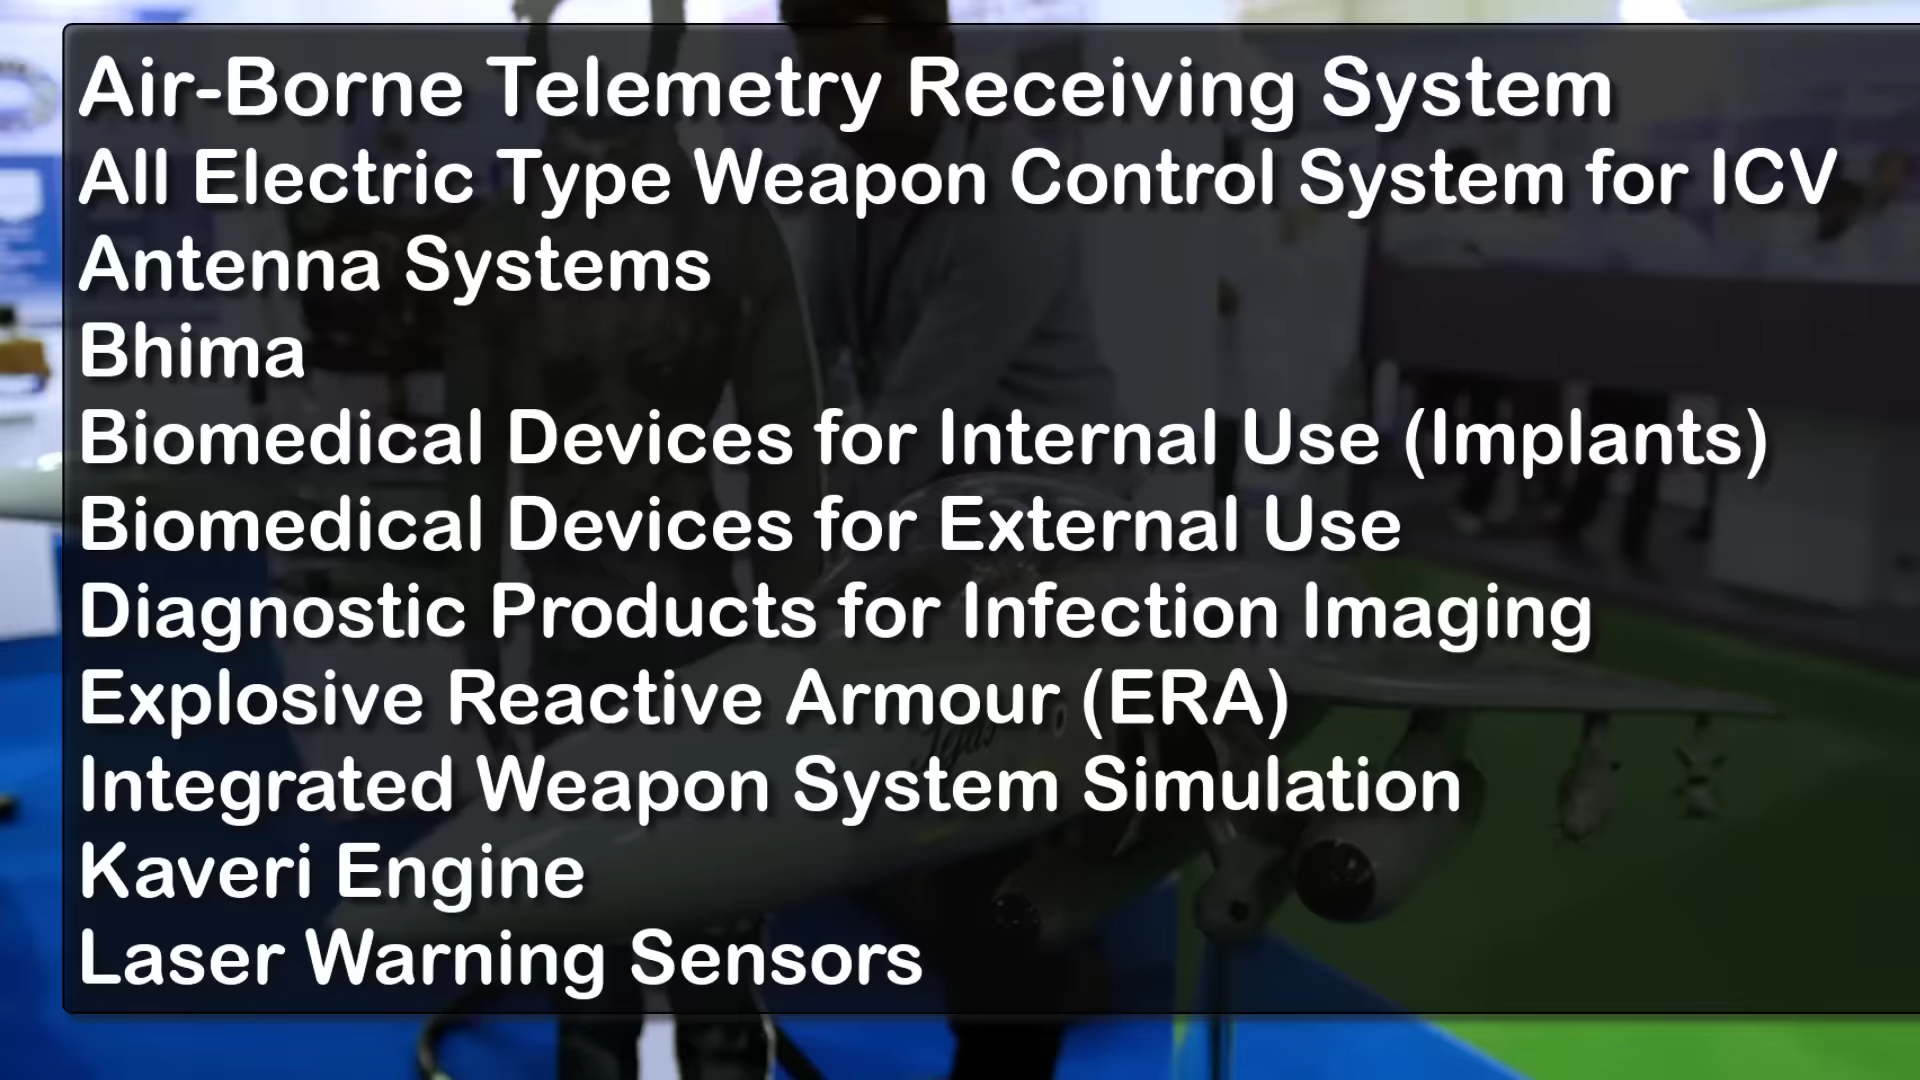 Air-Borne Telemetry Receiving System
All Electric Type Weapon Control System for ICV
Antenna Systems
Bhima
Biomedical Devices for Internal Use (Implants)
Biomedical Devices for External Use
Diagnostic Products for Infection Imaging
Explosive Reactive Armour (ERA)
Integrated Weapon System Simulation
Kaveri Engine
Laser Warning Sensors
Tejas